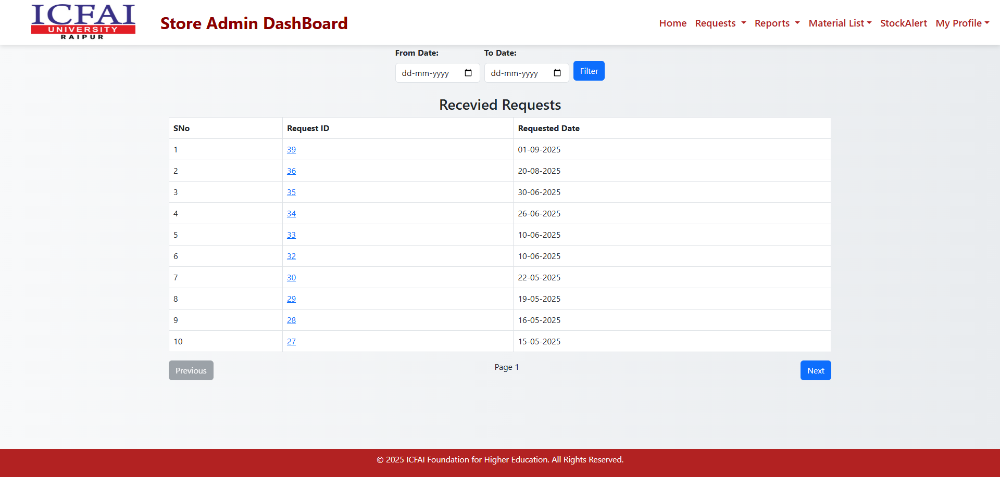 ICFAI
UNIVERSITY
RAIPUR
Store Admin DashBoard
Home Requests Reports Material List StockAlert My Profile
From Date: To Date:
dd-mm-yyyy dd-mm-yyyy Filter
Recevied Requests
SNo Request ID Requested Date
1 39 01-09-2025
2 36 20-08-2025
3 35 30-06-2025
4 34 26-06-2025
5 33 10-06-2025
6 32 10-06-2025
7 30 22-05-2025
8 29 19-05-2025
9 28 16-05-2025
10 27 15-05-2025
Previous Page 1 Next
© 2025 ICFAI Foundation for Higher Education. All Rights Reserved.